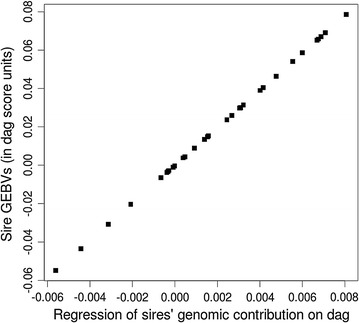 Sire GEBVs (in dag score units)
0.08
0.06
0.04
0.02
0.00
-0.02
-0.04
-0.06
-0.006 -0.004 -0.002 0.000 0.002 0.004 0.006 0.008
Regression of sires' genomic contribution on dag